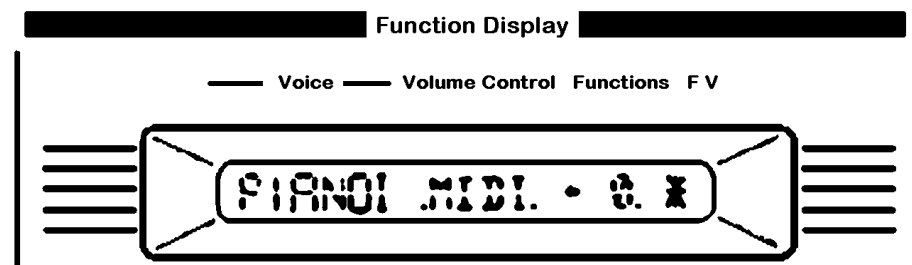 Function Display
Voice Volume Control Functions F V
PIANO1 .MIDI. • 0. *